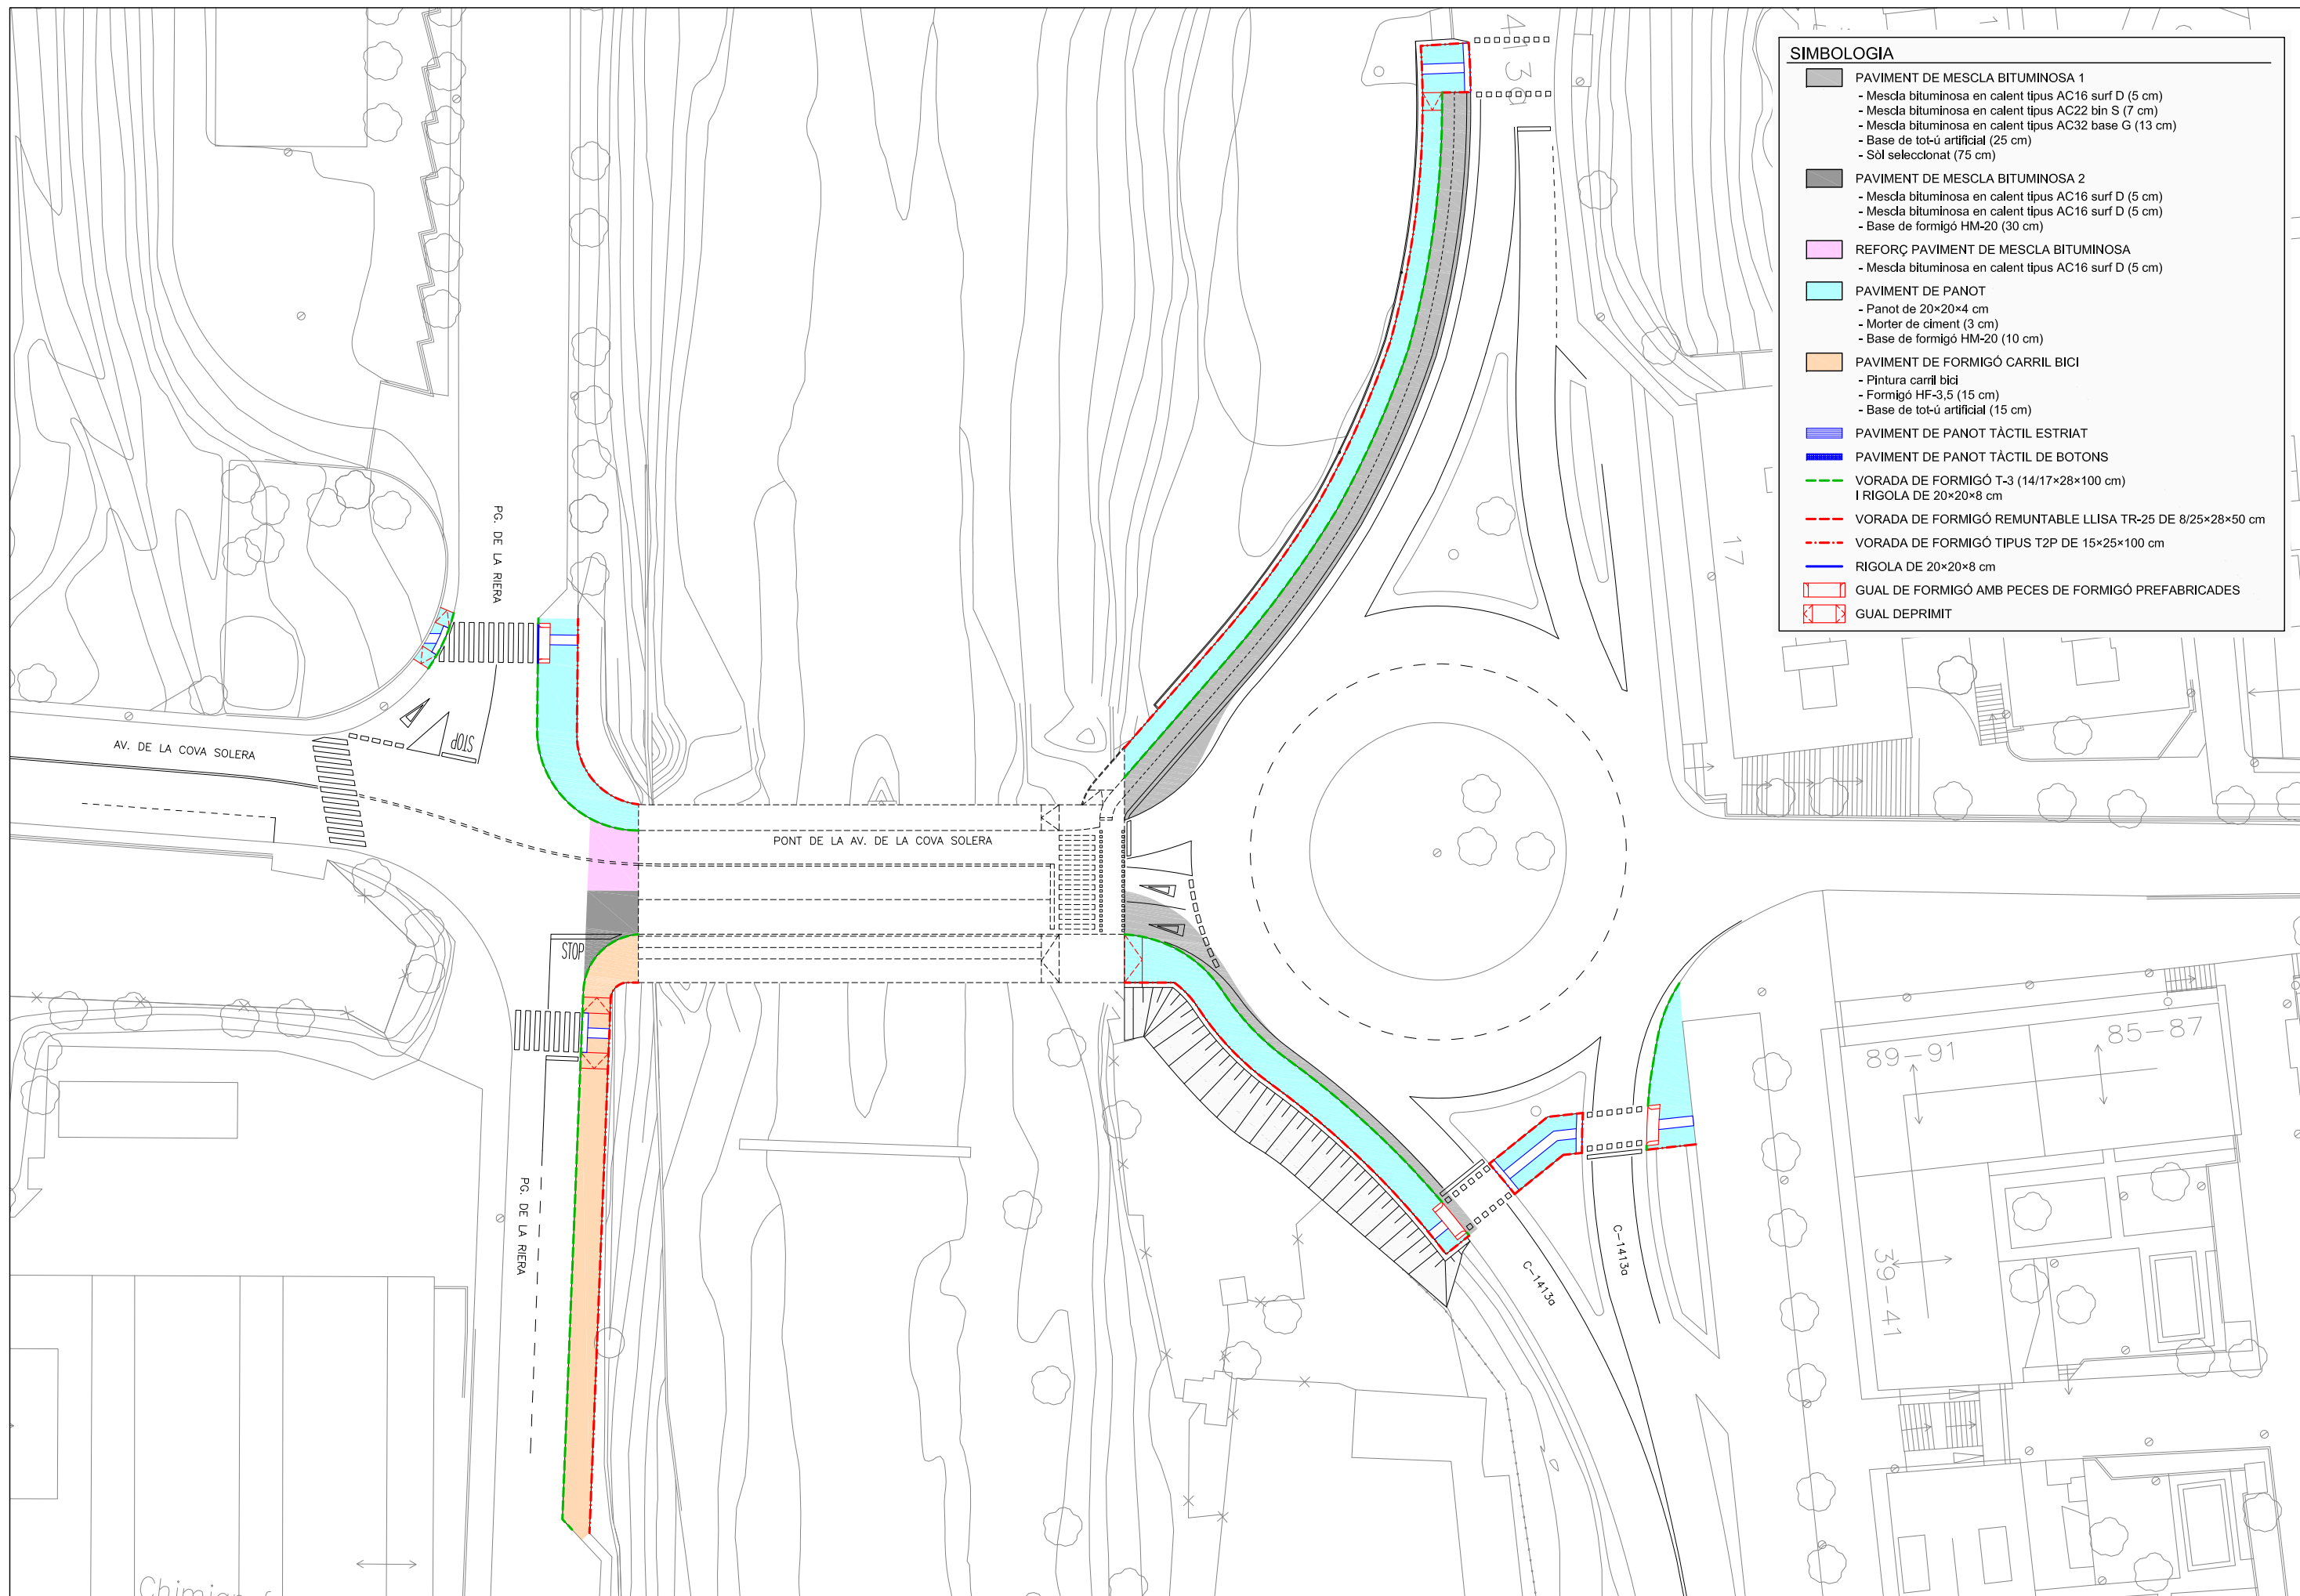 SIMBOLOGIA
PAVIMENT DE MESCLA BITUMINOSA 1
- Mescla bituminosa en calent tipus AC16 surf D (5 cm)
- Mescla bituminosa en calent tipus AC22 bin S (7 cm)
- Mescla bituminosa en calent tipus AC32 base G (13 cm)
- Base de tot-ú artificial (25 cm)
- Sòl seleccionat (75 cm)
PAVIMENT DE MESCLA BITUMINOSA 2
- Mescla bituminosa en calent tipus AC16 surf D (5 cm)
- Mescla bituminosa en calent tipus AC16 surf D (5 cm)
- Base de formigó HM-20 (30 cm)
REFORÇ PAVIMENT DE MESCLA BITUMINOSA
- Mescla bituminosa en calent tipus AC16 surf D (5 cm)
PAVIMENT DE PANOT
- Panot de 20×20×4 cm
- Morter de ciment (3 cm)
- Base de formigó HM-20 (10 cm)
PAVIMENT DE FORMIGÓ CARRIL BICI
- Pintura carril bici
- Formigó HF-3,5 (15 cm)
- Base de tot-ú artificial (15 cm)
PAVIMENT DE PANOT TÀCTIL ESTRIAT
PAVIMENT DE PANOT TÀCTIL DE BOTONS
VORADA DE FORMIGÓ T-3 (14/17×28×100 cm)
I RIGOLA DE 20×20×8 cm
VORADA DE FORMIGÓ REMUNTABLE LLISA TR-25 DE 8/25×28×50 cm
VORADA DE FORMIGÓ TIPUS T2P DE 15×25×100 cm
RIGOLA DE 20×20×8 cm
GUAL DE FORMIGÓ AMB PECES DE FORMIGÓ PREFABRICADES
GUAL DEPRIMIT
PG. DE LA RIERA
17
AV. DE LA COVA SOLERA
STOP
PONT DE LA AV. DE LA COVA SOLERA
STOP
89-91
85-87
PG. DE LA RIERA
C-1413a
C-1413a
39-41